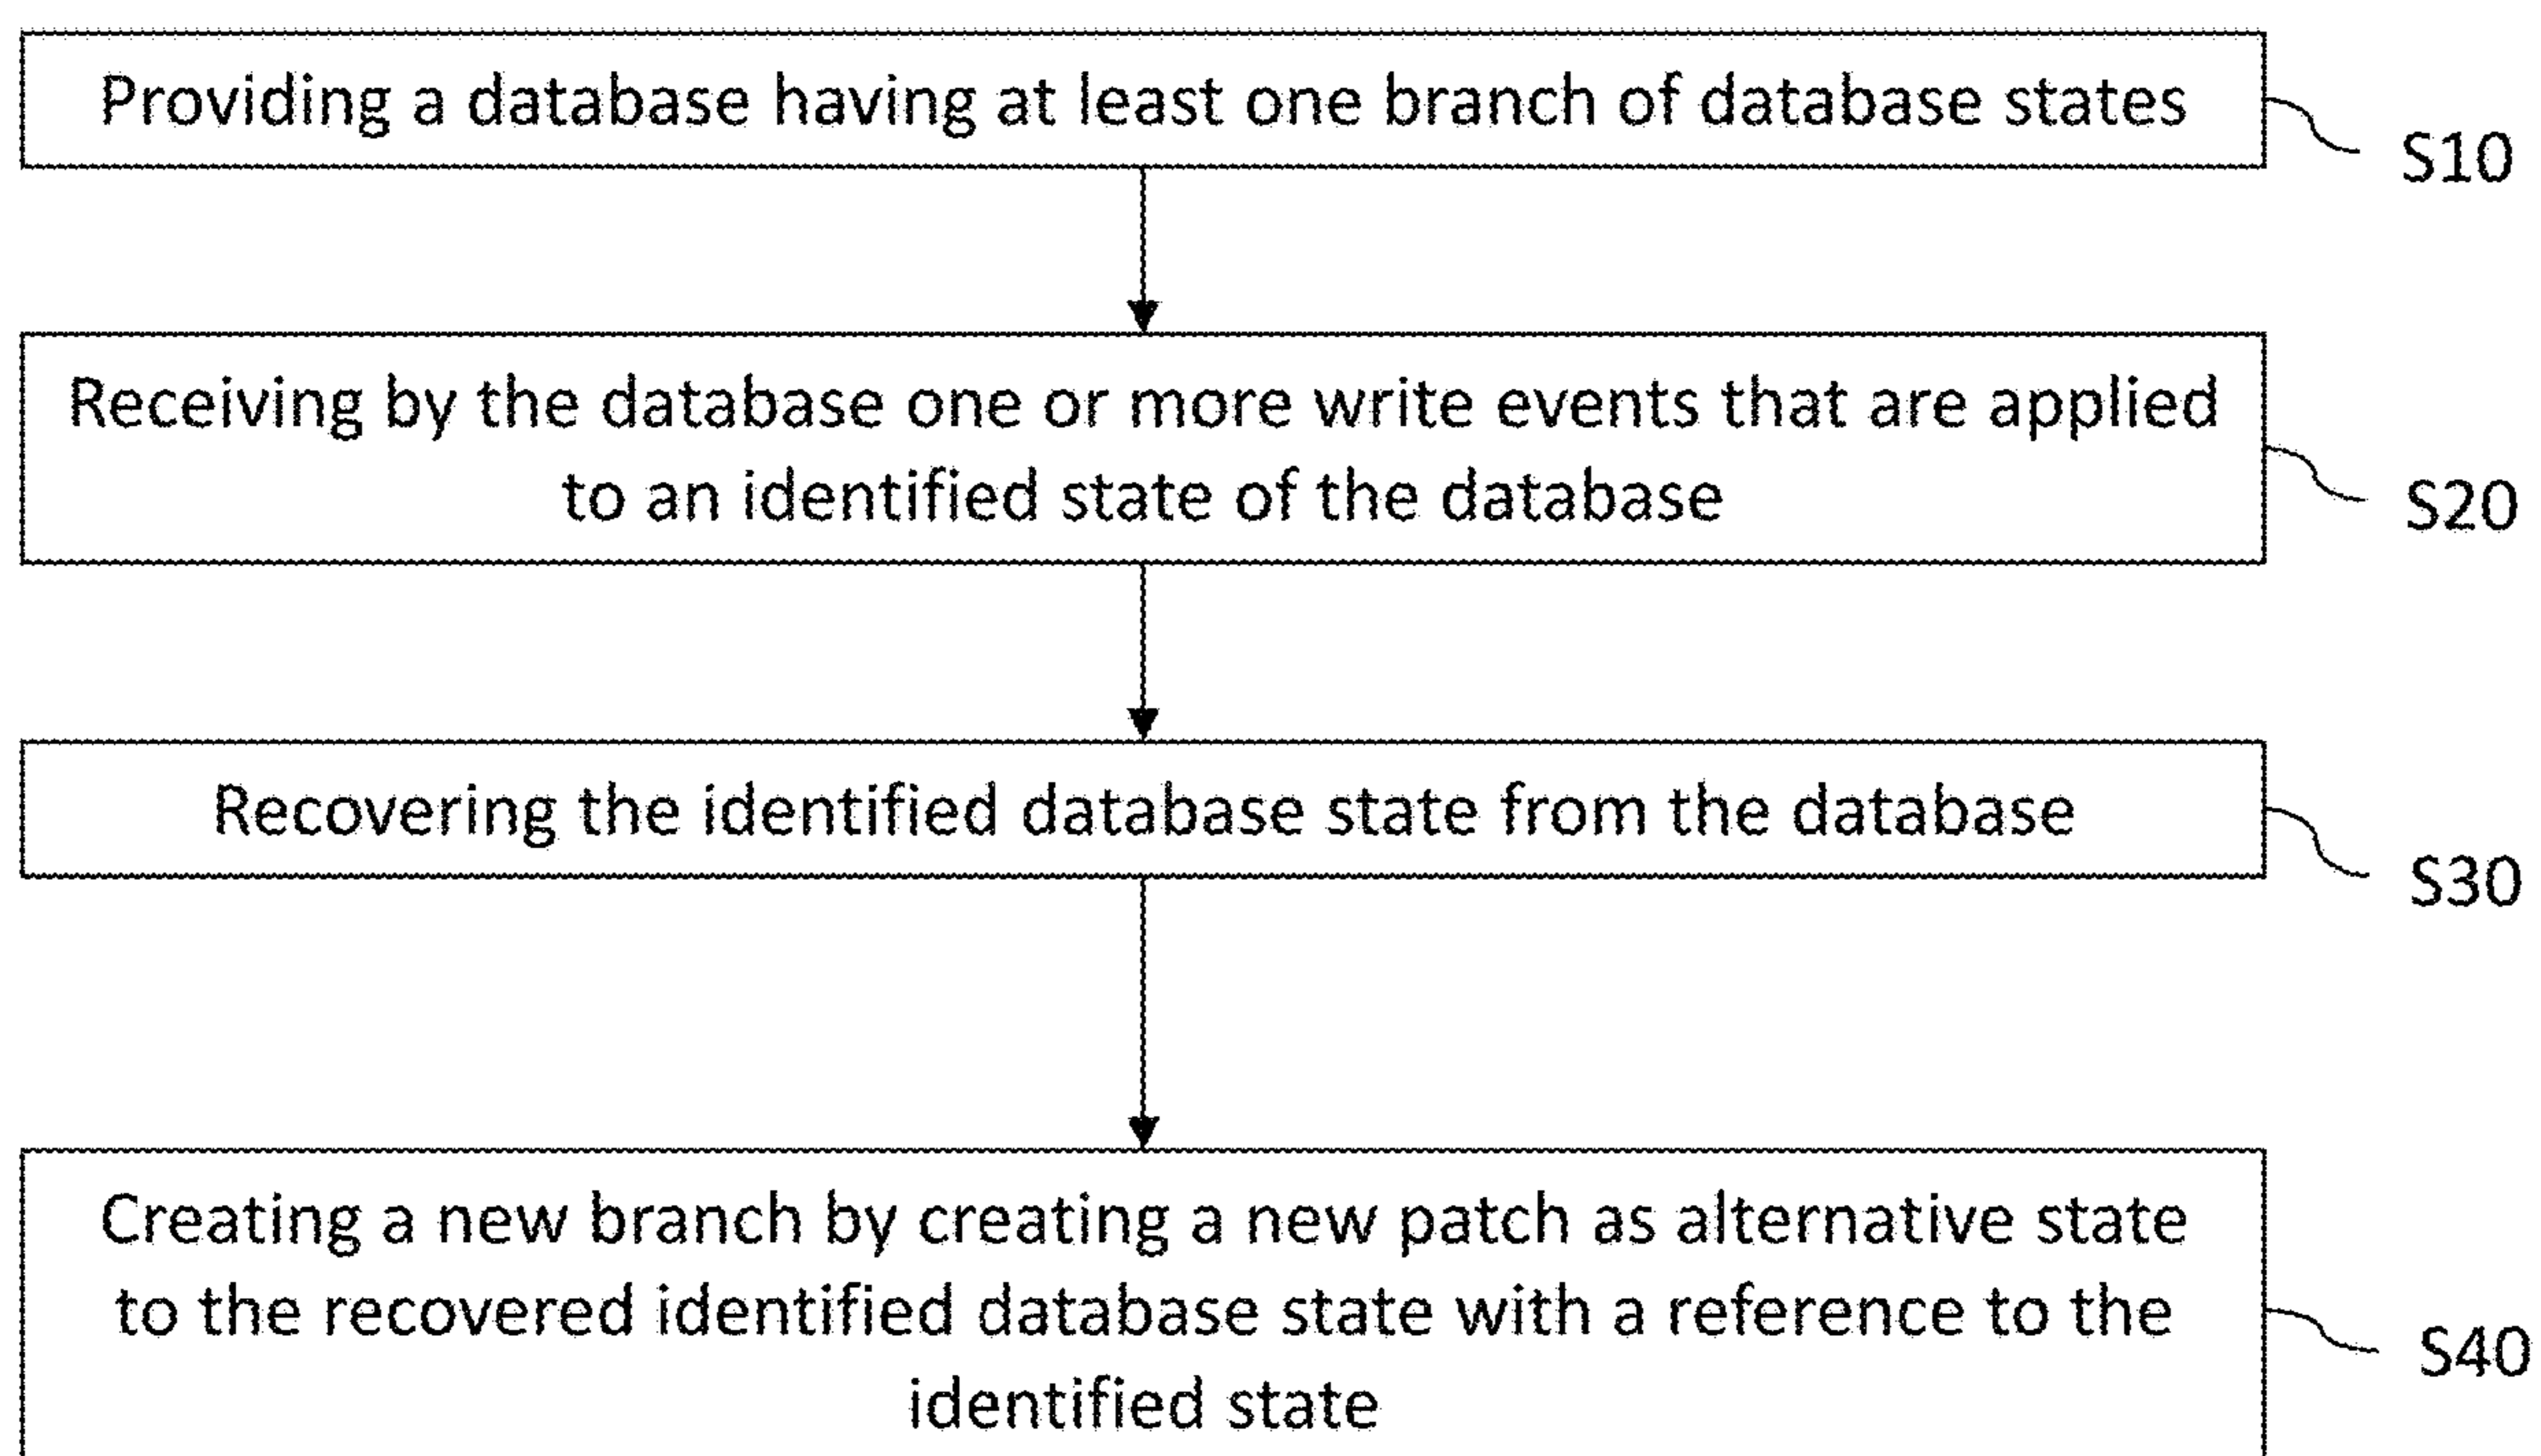 Providing a database having at least one branch of database states
S10
Receiving by the database one or more write events that are applied
to an identified state of the database
S20
Recovering the identified database state from the database
S30
Creating a new branch by creating a new patch as alternative state
to the recovered identified database state with a reference to the
identified state
S40